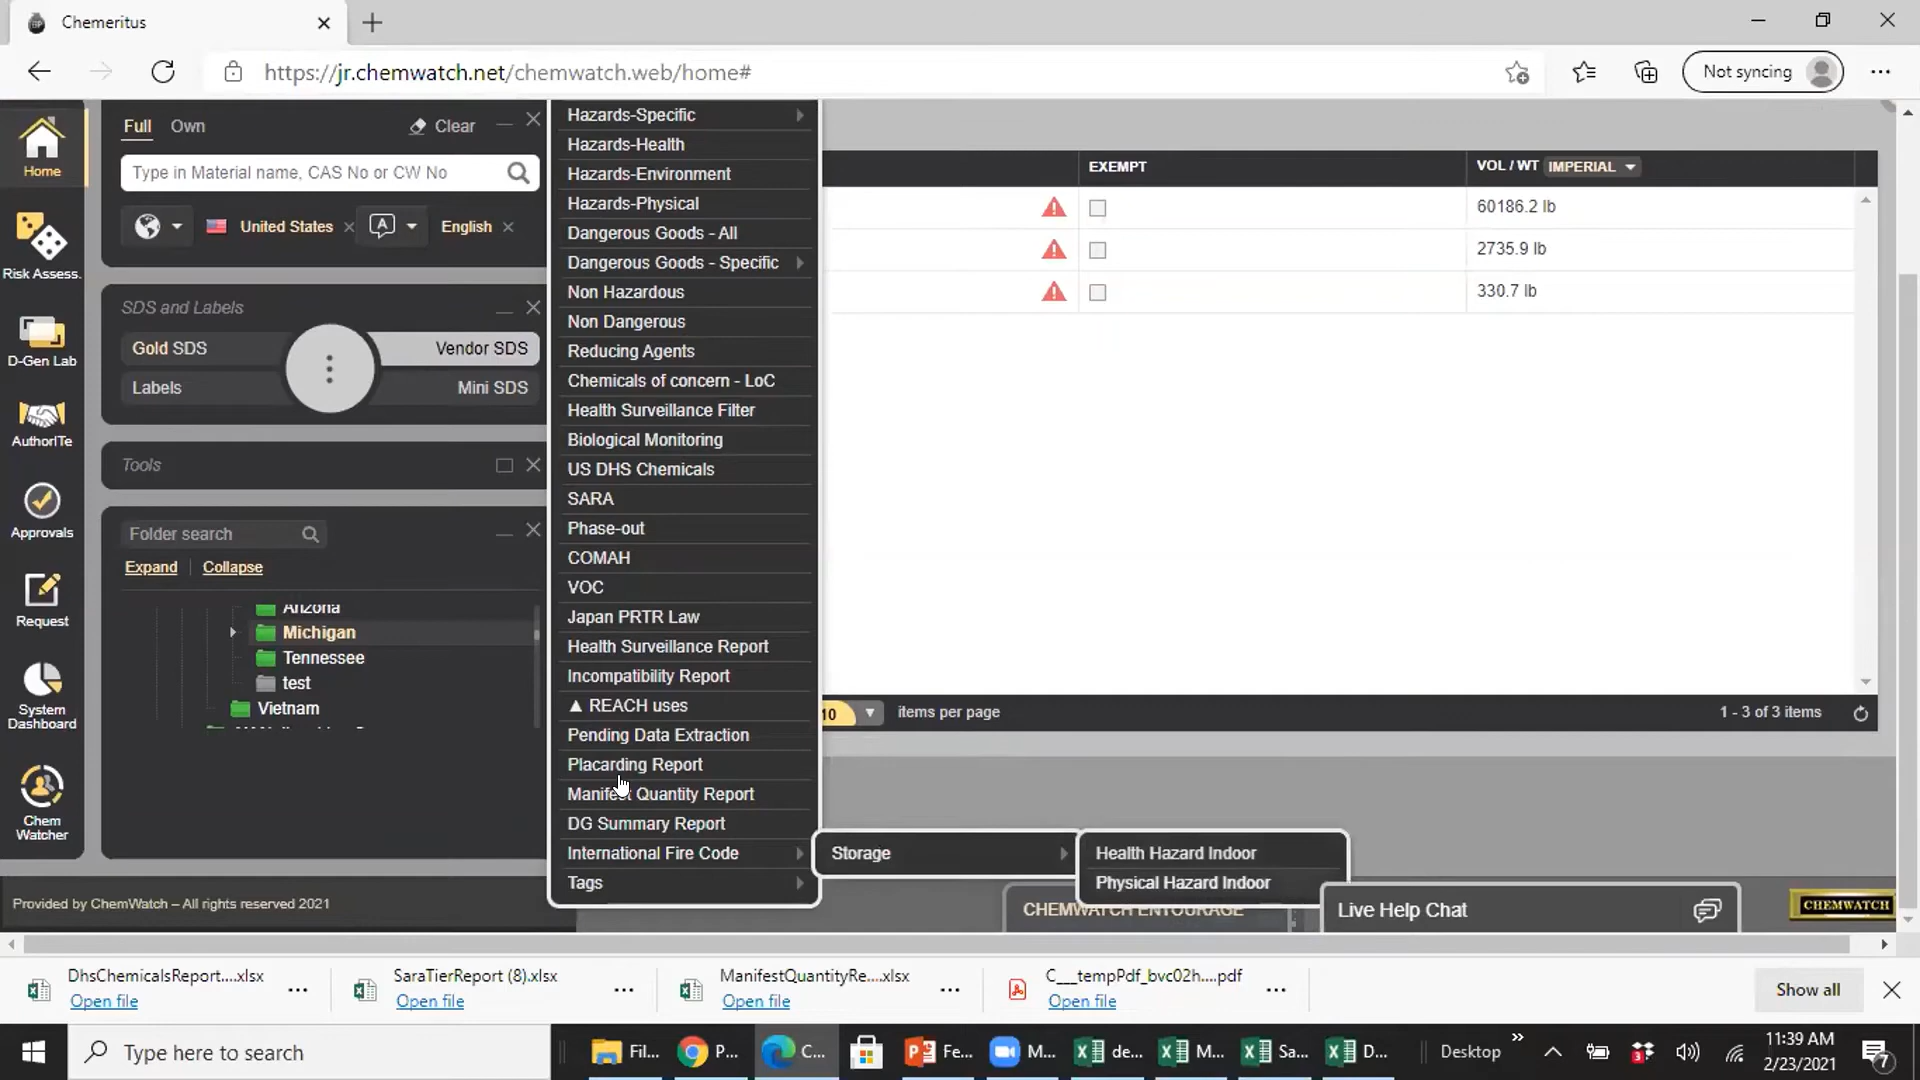 Chemeritus
https://jr.chemwatch.net/chemwatch.web/home#
Not syncing
Home
Risk Assess.
D-Gen Lab
AuthorITe
Approvals
Request
System
Dashboard
Chem
Watcher
Full Own Clear
Type in Material name, CAS No or CW No
United States English
SDS and Labels
Gold SDS Vendor SDS
Labels Mini SDS
Tools
Folder search
Expand Collapse
Arizona
Michigan
Tennessee
test
Vietnam
Hazards-Specific
Hazards-Health
Hazards-Environment
Hazards-Physical
Dangerous Goods - All
Dangerous Goods - Specific
Non Hazardous
Non Dangerous
Reducing Agents
Chemicals of concern - LoC
Health Surveillance Filter
Biological Monitoring
US DHS Chemicals
SARA
Phase-out
COMAH
VOC
Japan PRTR Law
Health Surveillance Report
Incompatibility Report
▲ REACH uses
Pending Data Extraction
Placarding Report
Manifest Quantity Report
DG Summary Report
International Fire Code
Tags
Storage
Health Hazard Indoor
Physical Hazard Indoor
EXEMPT VOL / WT IMPERIAL
60186.2 lb
2735.9 lb
330.7 lb
10 items per page 1 - 3 of 3 items
Provided by ChemWatch – All rights reserved 2021
CHEMWATCH ENTOURAGE
Live Help Chat
CHEMWATCH
DhsChemicalsReport....xlsx
Open file
SaraTierReport (8).xlsx
Open file
ManifestQuantityRe....xlsx
Open file
C___tempPdf_bvc02h....pdf
Open file
Show all
Type here to search
Fil... P... C... Fe... M... de... M... Sa... D...
Desktop
3
11:39 AM
2/23/2021
7